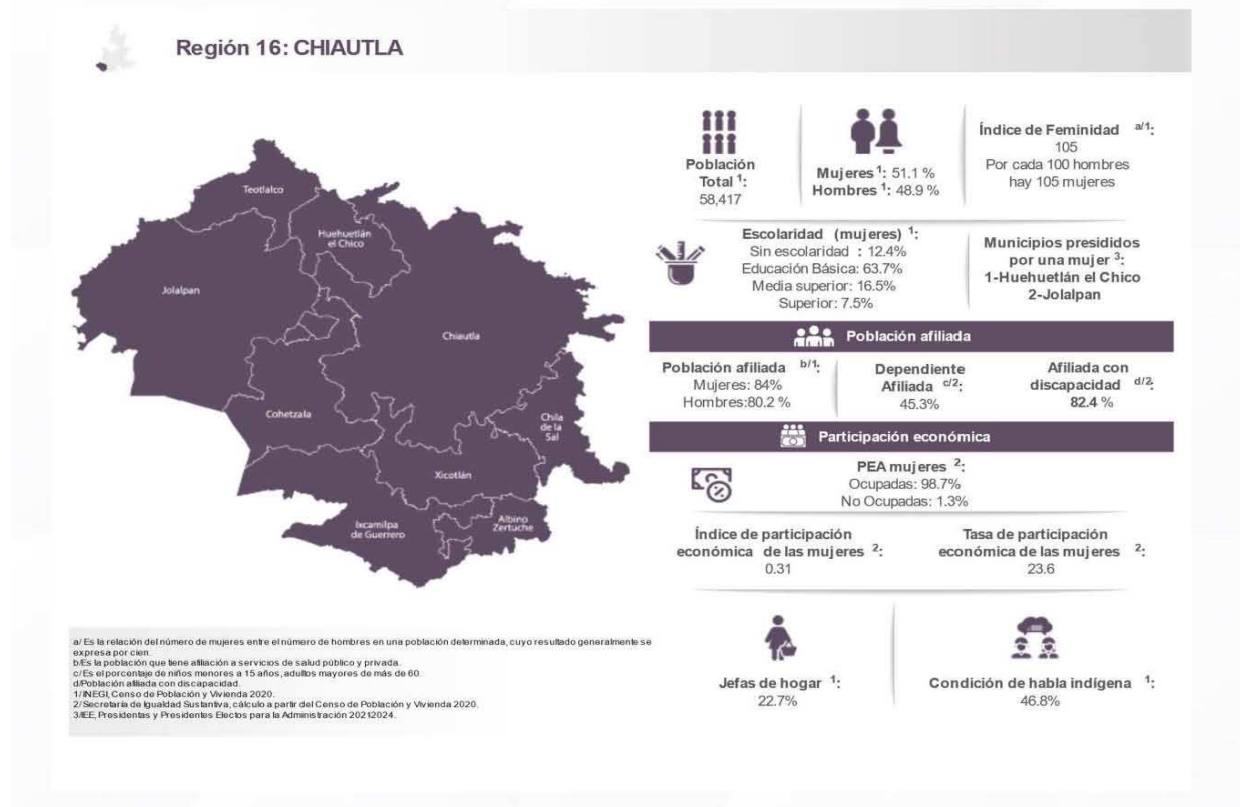 Región 16: CHIAUTLA
Teotlalco
Huehuetlán
el Chico
Jolalpan
Chiautla
Cohetzala
Chila
de la
Sal
Xicotlán
Ixcamilpa
de Guerrero
Albino
Zertuche
Población
Total 1:
58,417
Mujeres 1: 51.1 %
Hombres 1: 48.9 %
Índice de Feminidad a/1:
105
Por cada 100 hombres
hay 105 mujeres
Escolaridad (mujeres) 1:
Sin escolaridad : 12.4%
Educación Básica: 63.7%
Media superior: 16.5%
Superior: 7.5%
Municipios presididos
por una mujer 3:
1-Huehuetlán el Chico
2-Jolalpan
Población afiliada
Población afiliada b/1:
Mujeres: 84%
Hombres:80.2 %
Dependiente
Afiliada c/2:
45.3%
Afiliada con
discapacidad d/2:
82.4 %
Participación económica
PEA mujeres 2:
Ocupadas: 98.7%
No Ocupadas: 1.3%
Índice de participación
económica de las mujeres 2:
0.31
Tasa de participación
económica de las mujeres 2:
23.6
Jefas de hogar 1:
22.7%
Condición de habla indígena 1:
46.8%
a/ Es la relación del número de mujeres entre el número de hombres en una población determinada, cuyo resultado generalmente se
expresa por cien.
b/Es la población que tiene afiliación a servicios de salud público y privada.
c/Es el porcentaje de niños menores a 15 años, adultos mayores de más de 60.
d/Población afiliada con discapacidad.
1/ INEGI, Censo de Población y Vivienda 2020.
2/ Secretaría de Igualdad Sustantiva, cálculo a partir del Censo de Población y Vivienda 2020.
3/IEE, Presidentas y Presidentes Electos para la Administración 20212024.